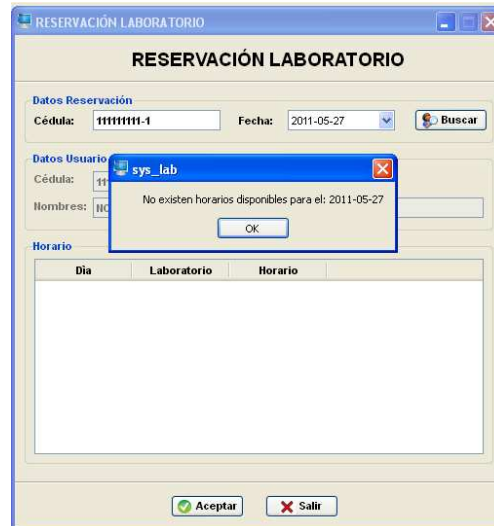 RESERVACIÓN LABORATORIO
RESERVACIÓN LABORATORIO
Datos Reservación
Cédula: 11111111-1 Fecha: 2011-05-27 Buscar
Datos Usuario
sys_lab
Cédula:
No existen horarios disponibles para el: 2011-05-27
Nombres:
OK
Horario
Dia Laboratorio Horario
Aceptar Salir